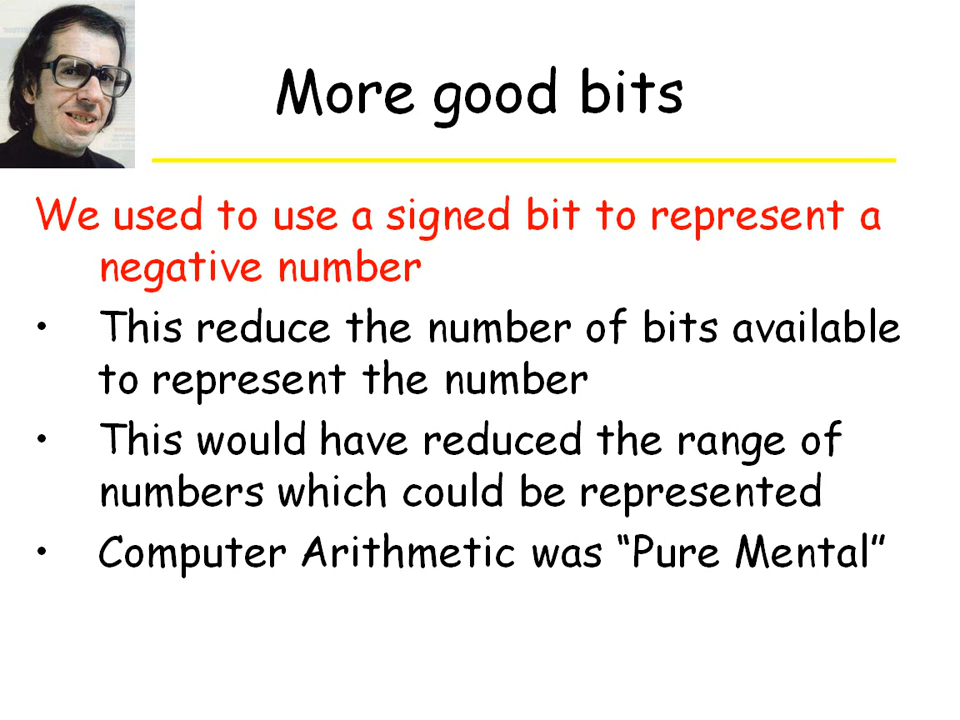 More good bits
We used to use a signed bit to represent a
negative number
• This reduce the number of bits available
to represent the number
• This would have reduced the range of
numbers which could be represented
• Computer Arithmetic was “Pure Mental”